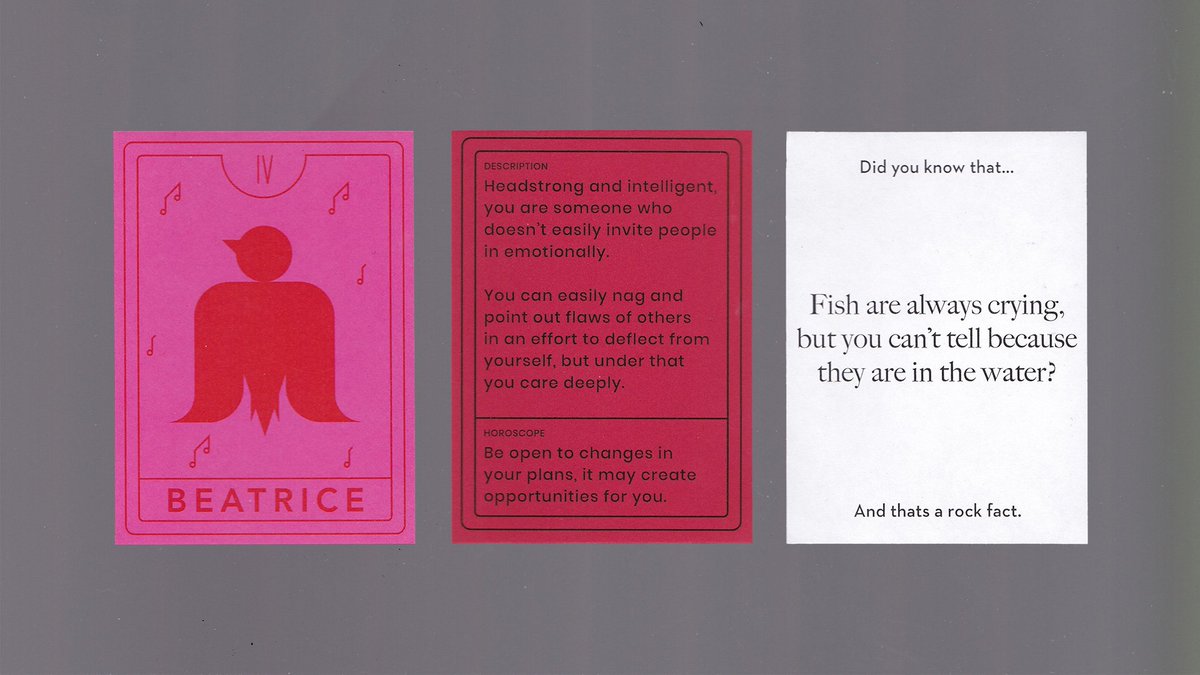 IV
BEATRICE
DESCRIPTION
Headstrong and intelligent,
you are someone who
doesn't easily invite people
in emotionally.
You can easily nag and
point out flaws of others
in an effort to deflect from
yourself, but under that
you care deeply.
HOROSCOPE
Be open to changes in
your plans, it may create
opportunities for you.
Did you know that...
Fish are always crying,
but you can't tell because
they are in the water?
And thats a rock fact.